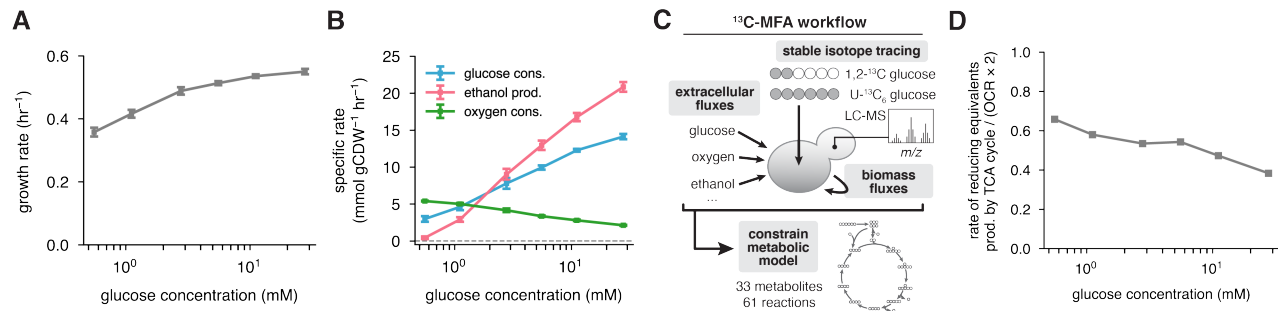 A
growth rate (hr⁻¹)
0.6
0.4
0.2
0.0
10⁰
10¹
glucose concentration (mM)
B
specific rate
(mmol gCDW⁻¹ hr⁻¹)
25
20
15
10
5
0
glucose cons.
ethanol prod.
oxygen cons.
10⁰
10¹
glucose concentration (mM)
C
¹³C-MFA workflow
stable isotope tracing
1,2-¹³C glucose
U-¹³C₆ glucose
extracellular
fluxes
LC-MS
m/z
glucose
oxygen
ethanol
...
biomass
fluxes
constrain
metabolic
model
33 metabolites
61 reactions
D
rate of reducing equivalents
prod. by TCA cycle / (OCR × 2)
1.0
0.8
0.6
0.4
0.2
0.0
10⁰
10¹
glucose concentration (mM)